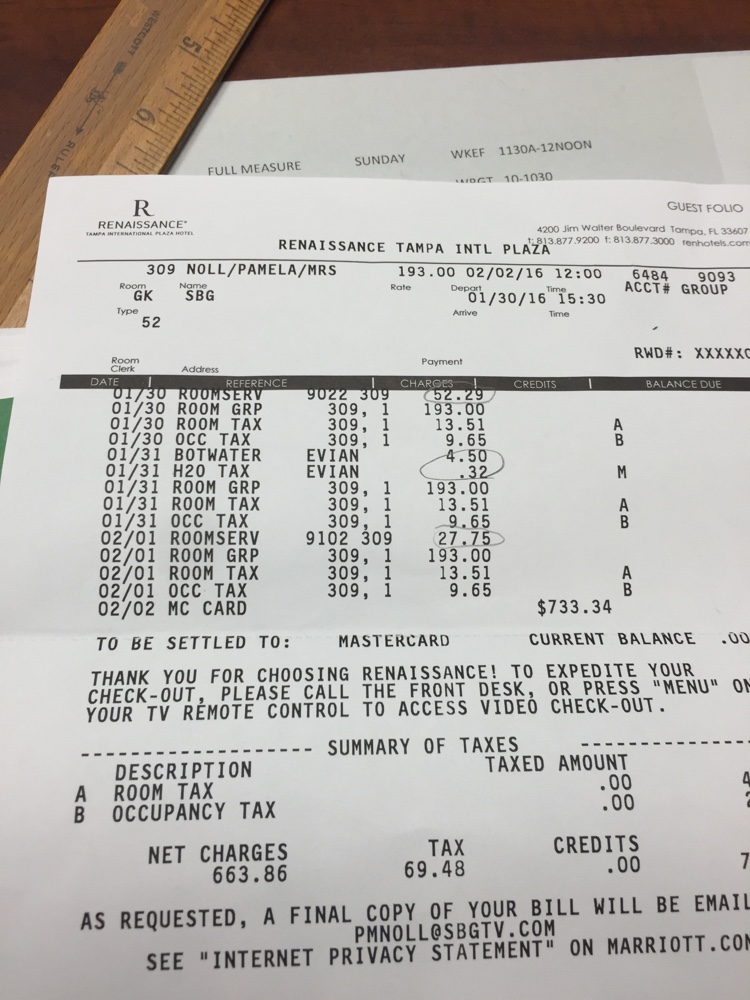 WESTCOTT
RULER
5
6
FULL MEASURE SUNDAY WKEF 1130A-12NOON
WRGT 10-1030
R
RENAISSANCE®
TAMPA INTERNATIONAL PLAZA HOTEL
GUEST FOLIO
4200 Jim Walter Boulevard Tampa, FL 33607
t: 813.877.9200 f: 813.877.3000 renhotels.com
RENAISSANCE TAMPA INTL PLAZA
309 NOLL/PAMELA/MRS 193.00 02/02/16 12:00 6484 9093
Room Name Rate Depart Time ACCT# GROUP
GK SBG 01/30/16 15:30
Type Arrive Time
52
Room
Clerk Address Payment RWD#: XXXXX
DATE REFERENCE CHARGES CREDITS BALANCE DUE
01/30 ROOMSERV 9022 309 52.29
01/30 ROOM GRP 309, 1 193.00
01/30 ROOM TAX 309, 1 13.51 A
01/30 OCC TAX 309, 1 9.65 B
01/31 BOTWATER EVIAN 4.50
01/31 H2O TAX EVIAN .32 M
01/31 ROOM GRP 309, 1 193.00
01/31 ROOM TAX 309, 1 13.51 A
01/31 OCC TAX 309, 1 9.65 B
02/01 ROOMSERV 9102 309 27.75
02/01 ROOM GRP 309, 1 193.00
02/01 ROOM TAX 309, 1 13.51 A
02/01 OCC TAX 309, 1 9.65 B
02/02 MC CARD $733.34
TO BE SETTLED TO: MASTERCARD CURRENT BALANCE .00
THANK YOU FOR CHOOSING RENAISSANCE! TO EXPEDITE YOUR
CHECK-OUT, PLEASE CALL THE FRONT DESK, OR PRESS "MENU" ON
YOUR TV REMOTE CONTROL TO ACCESS VIDEO CHECK-OUT.
------------------- SUMMARY OF TAXES -------------
DESCRIPTION TAXED AMOUNT
A ROOM TAX .00 4
B OCCUPANCY TAX .00 2
NET CHARGES TAX CREDITS
663.86 69.48 .00 7
AS REQUESTED, A FINAL COPY OF YOUR BILL WILL BE EMAIL
PMNOLL@SBGTV.COM
SEE "INTERNET PRIVACY STATEMENT" ON MARRIOTT.COM